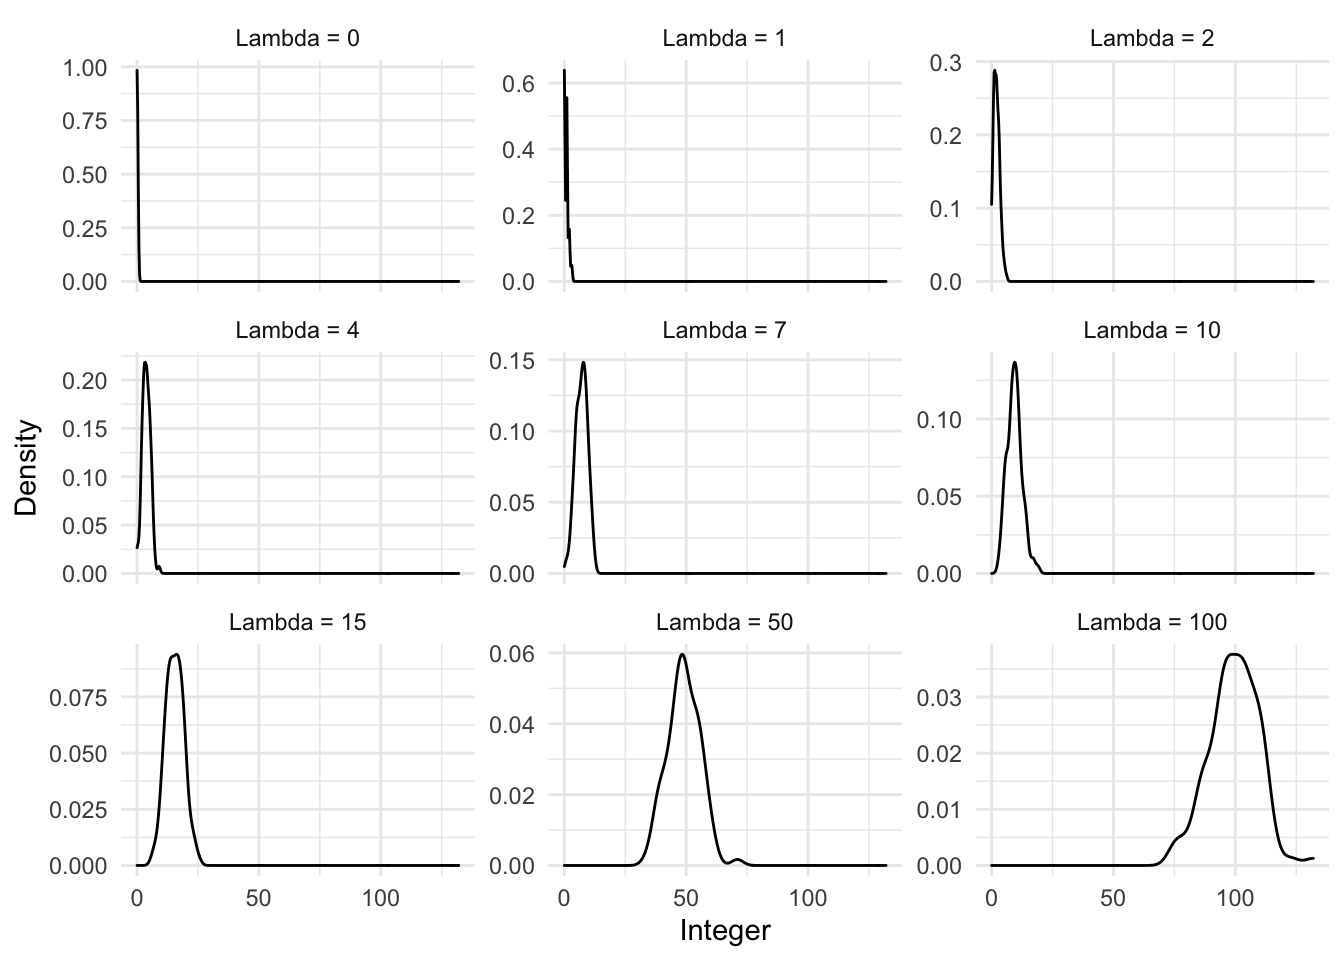 Lambda = 0
Lambda = 1
Lambda = 2
1.00
0.75
0.50
0.25
0.00
0.6
0.4
0.2
0.0
0.3
0.2
0.1
0.0
Lambda = 4
Lambda = 7
Lambda = 10
0.20
0.15
0.10
0.05
0.00
0.15
0.10
0.05
0.00
0.10
0.05
0.00
Density
Lambda = 15
Lambda = 50
Lambda = 100
0.075
0.050
0.025
0.000
0.06
0.04
0.02
0.00
0.03
0.02
0.01
0.00
0 50 100
0 50 100
0 50 100
Integer